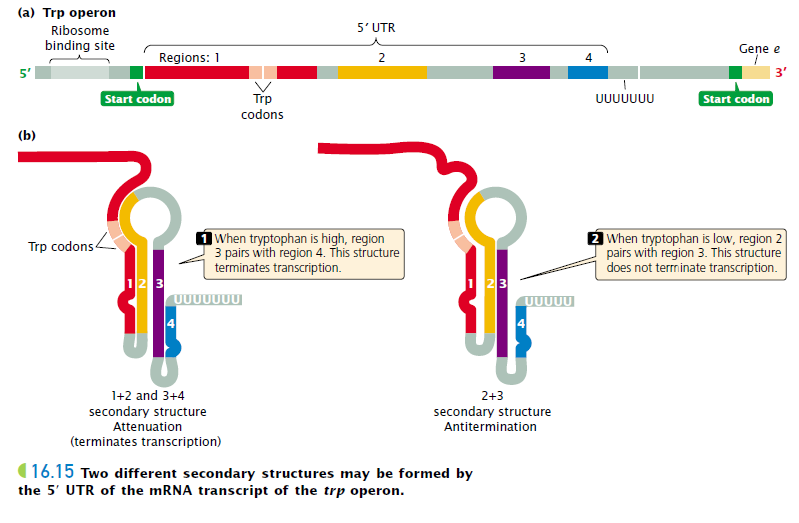 (a) Trp operon
Ribosome
binding site
5′ UTR
Regions: 1
2
3
4
Gene e
5′
3′
Start codon
Trp
codons
UUUUUUU
Start codon
(b)
Trp codons
1 When tryptophan is high, region
3 pairs with region 4. This structure
terminates transcription.
2 When tryptophan is low, region 2
pairs with region 3. This structure
does not terminate transcription.
1 2 3
UUUUUUU
4
1 2 3
UUUUU
4
1+2 and 3+4
secondary structure
Attenuation
(terminates transcription)
2+3
secondary structure
Antitermination
16.15 Two different secondary structures may be formed by
the 5′ UTR of the mRNA transcript of the trp operon.